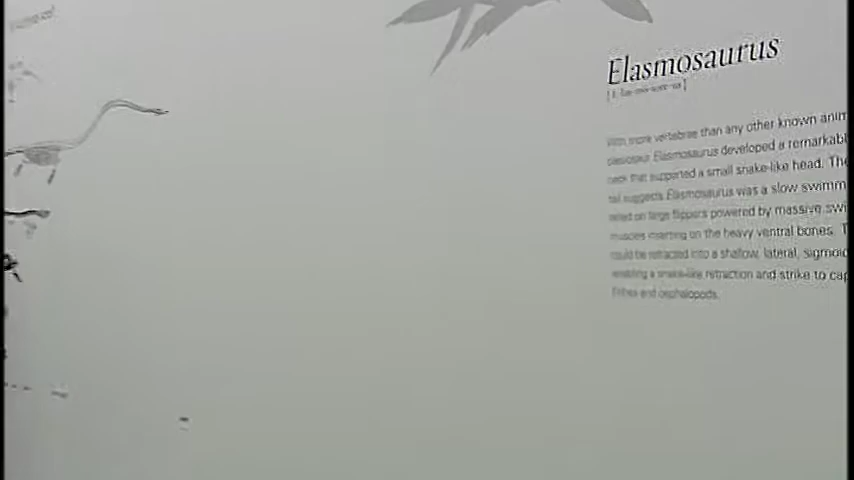 Elasmosaurus
With more vertebrae than any other known anim
plesiosaur Elasmosaurus developed a remarkabl
neck that supported a small snake-like head. The
tail suggests Elasmosaurus was a slow swimm
relied on large flippers powered by massive swi
muscles inserting on the heavy ventral bones. T
could be retracted into a shallow, lateral, sigmoid
enabling a snake-like retraction and strike to cap
fishes and cephalopods.